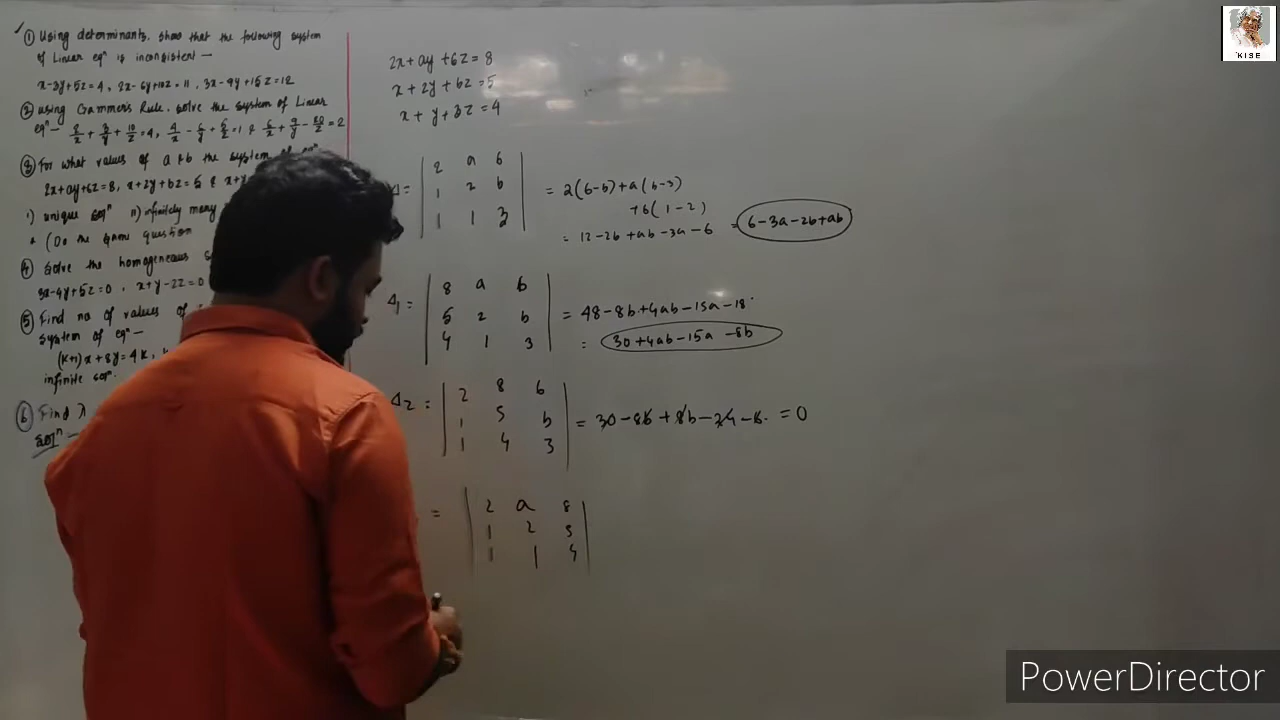 ① Using determinants, show that the following system
of Linear eqⁿ is inconsistent —
x-3y+5z=4, 2x-6y+10z=11, 3x-9y+15z=12
② Using Crammer's Rule, solve the system of Linear
eqⁿ- 2/x + 3/y + 10/z = 4, 4/x - 6/y + 5/z = 1 & 6/x + 9/y - 20/z = 2
③ For what values of a & b the system of eqⁿ
2x+ay+6z=8, x+2y+bz=5 & x+y
i) unique solⁿ ii) infinitely many
* (Do the same question
④ Solve the homogeneous s
3x-4y+5z=0, x+y-2z=0
⑤ Find no of values of
system of eqⁿ—
(k+1)x+8y=4k,
infinite solⁿ.
⑥ Find λ
solⁿ—
2x+ay+6z=8
x+2y+bz=5
x+y+3z=4
Δ= | 2 a 6 |
| 1 2 b | = 2(6-b)+a(b-3)
+6(1-2)
| 1 1 3 | = 12-2b+ab-3a-6 = 6-3a-2b+ab
Δ₁= | 8 a 6 |
| 5 2 b | = 48-8b+4ab-15a-18
| 4 1 3 | = 30+4ab-15a-8b
Δ₂= | 2 8 6 |
| 1 5 b | = 30-8b+8b-24-6 = 0
| 1 4 3 |
= | 2 a 8 |
| 1 2 5 |
| 1 1 4 |
KISE
PowerDirector